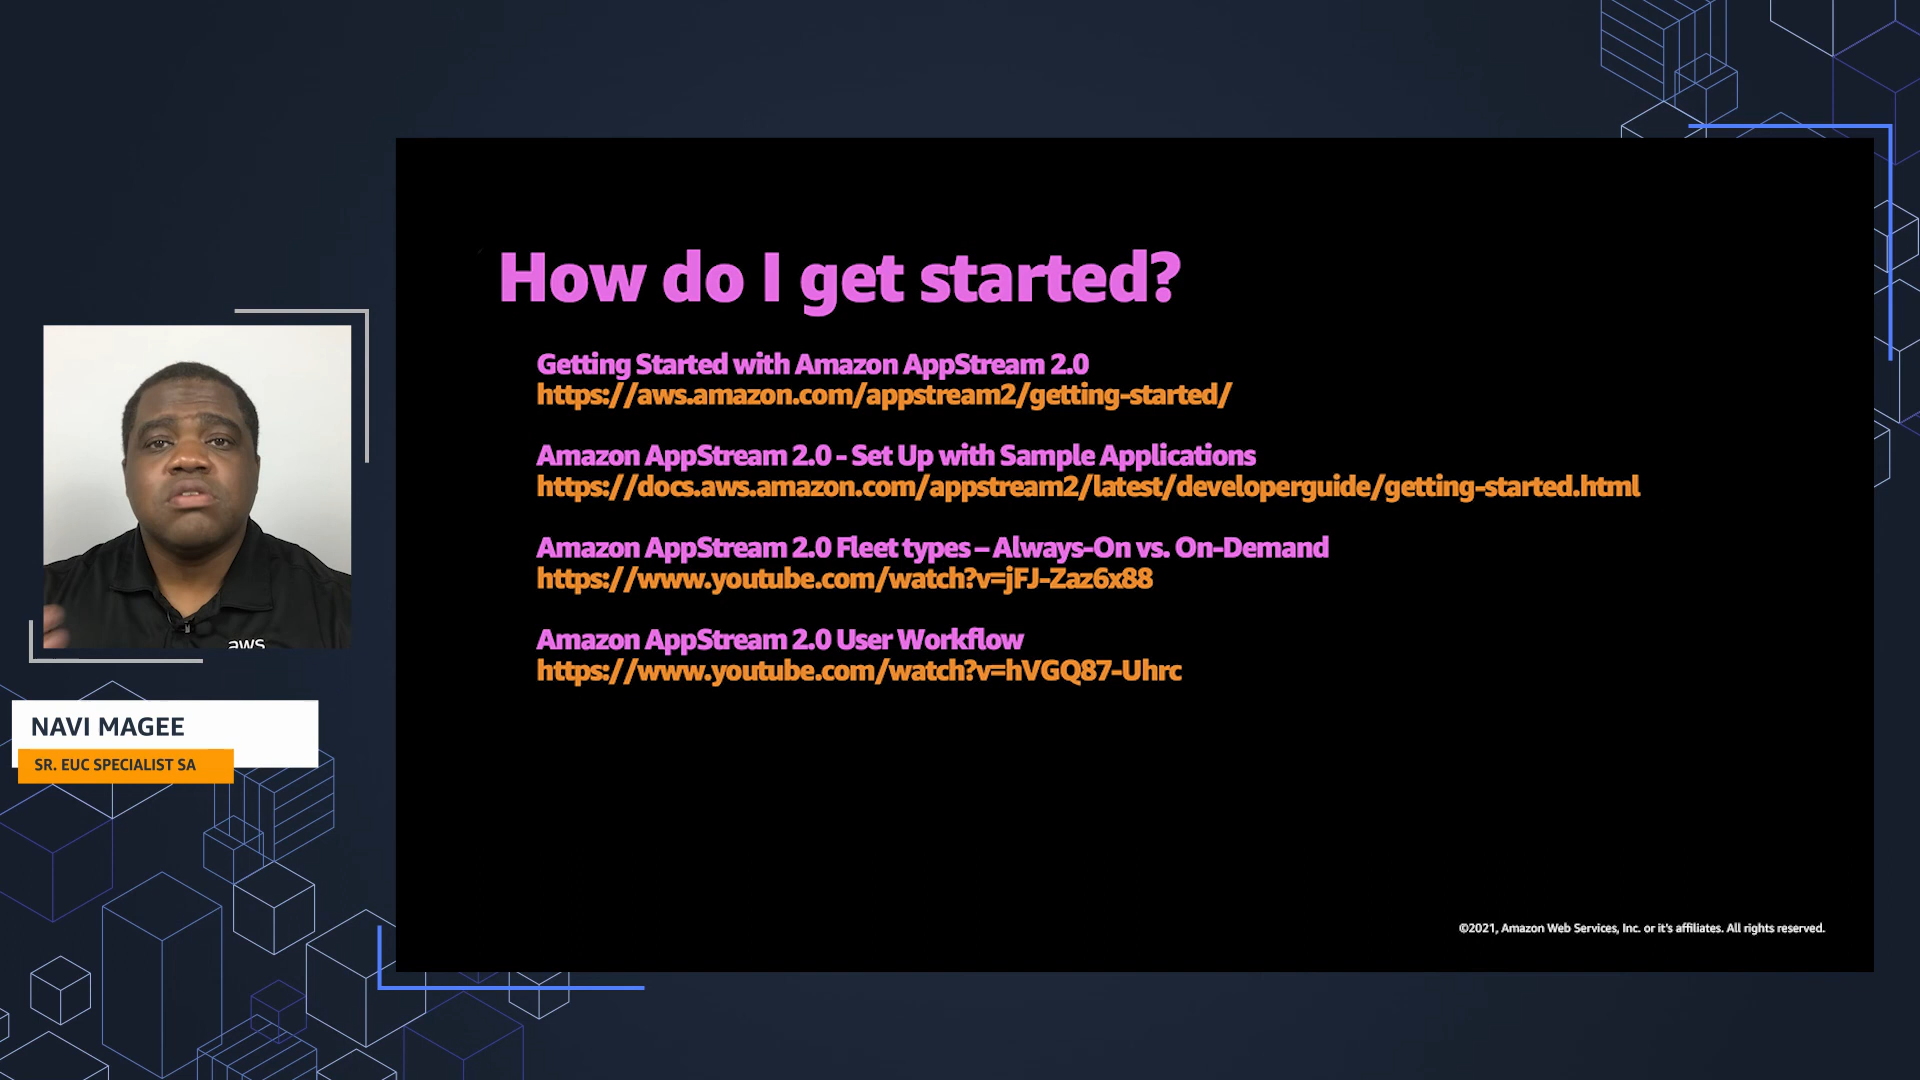 How do I get started?
Getting Started with Amazon AppStream 2.0
https://aws.amazon.com/appstream2/getting-started/
Amazon AppStream 2.0 - Set Up with Sample Applications
https://docs.aws.amazon.com/appstream2/latest/developerguide/getting-started.html
Amazon AppStream 2.0 Fleet types – Always-On vs. On-Demand
https://www.youtube.com/watch?v=jFJ-Zaz6x88
Amazon AppStream 2.0 User Workflow
https://www.youtube.com/watch?v=hVGQ87-Uhrc
aws
NAVI MAGEE
SR. EUC SPECIALIST SA
©2021, Amazon Web Services, Inc. or it's affiliates. All rights reserved.